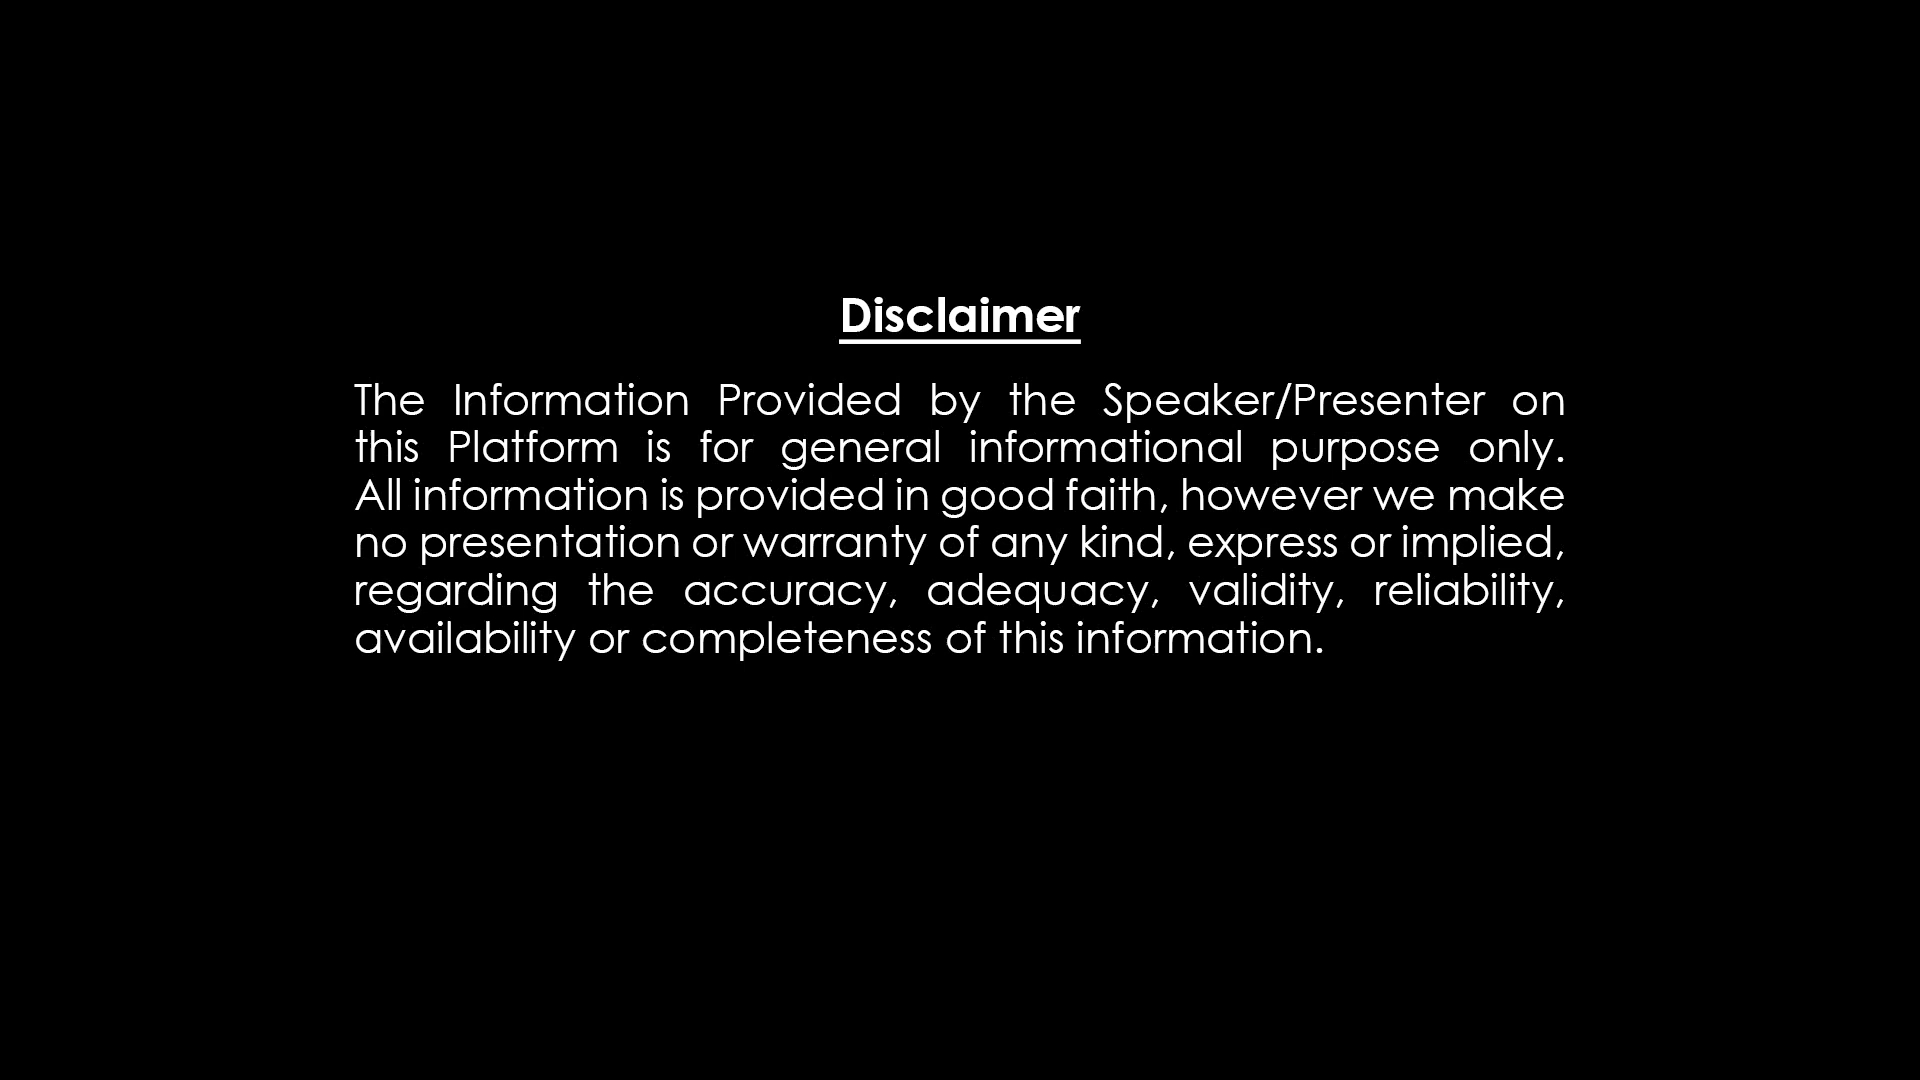 Disclaimer
The Information Provided by the Speaker/Presenter on
this Platform is for general informational purpose only.
All information is provided in good faith, however we make
no presentation or warranty of any kind, express or implied,
regarding the accuracy, adequacy, validity, reliability,
availability or completeness of this information.